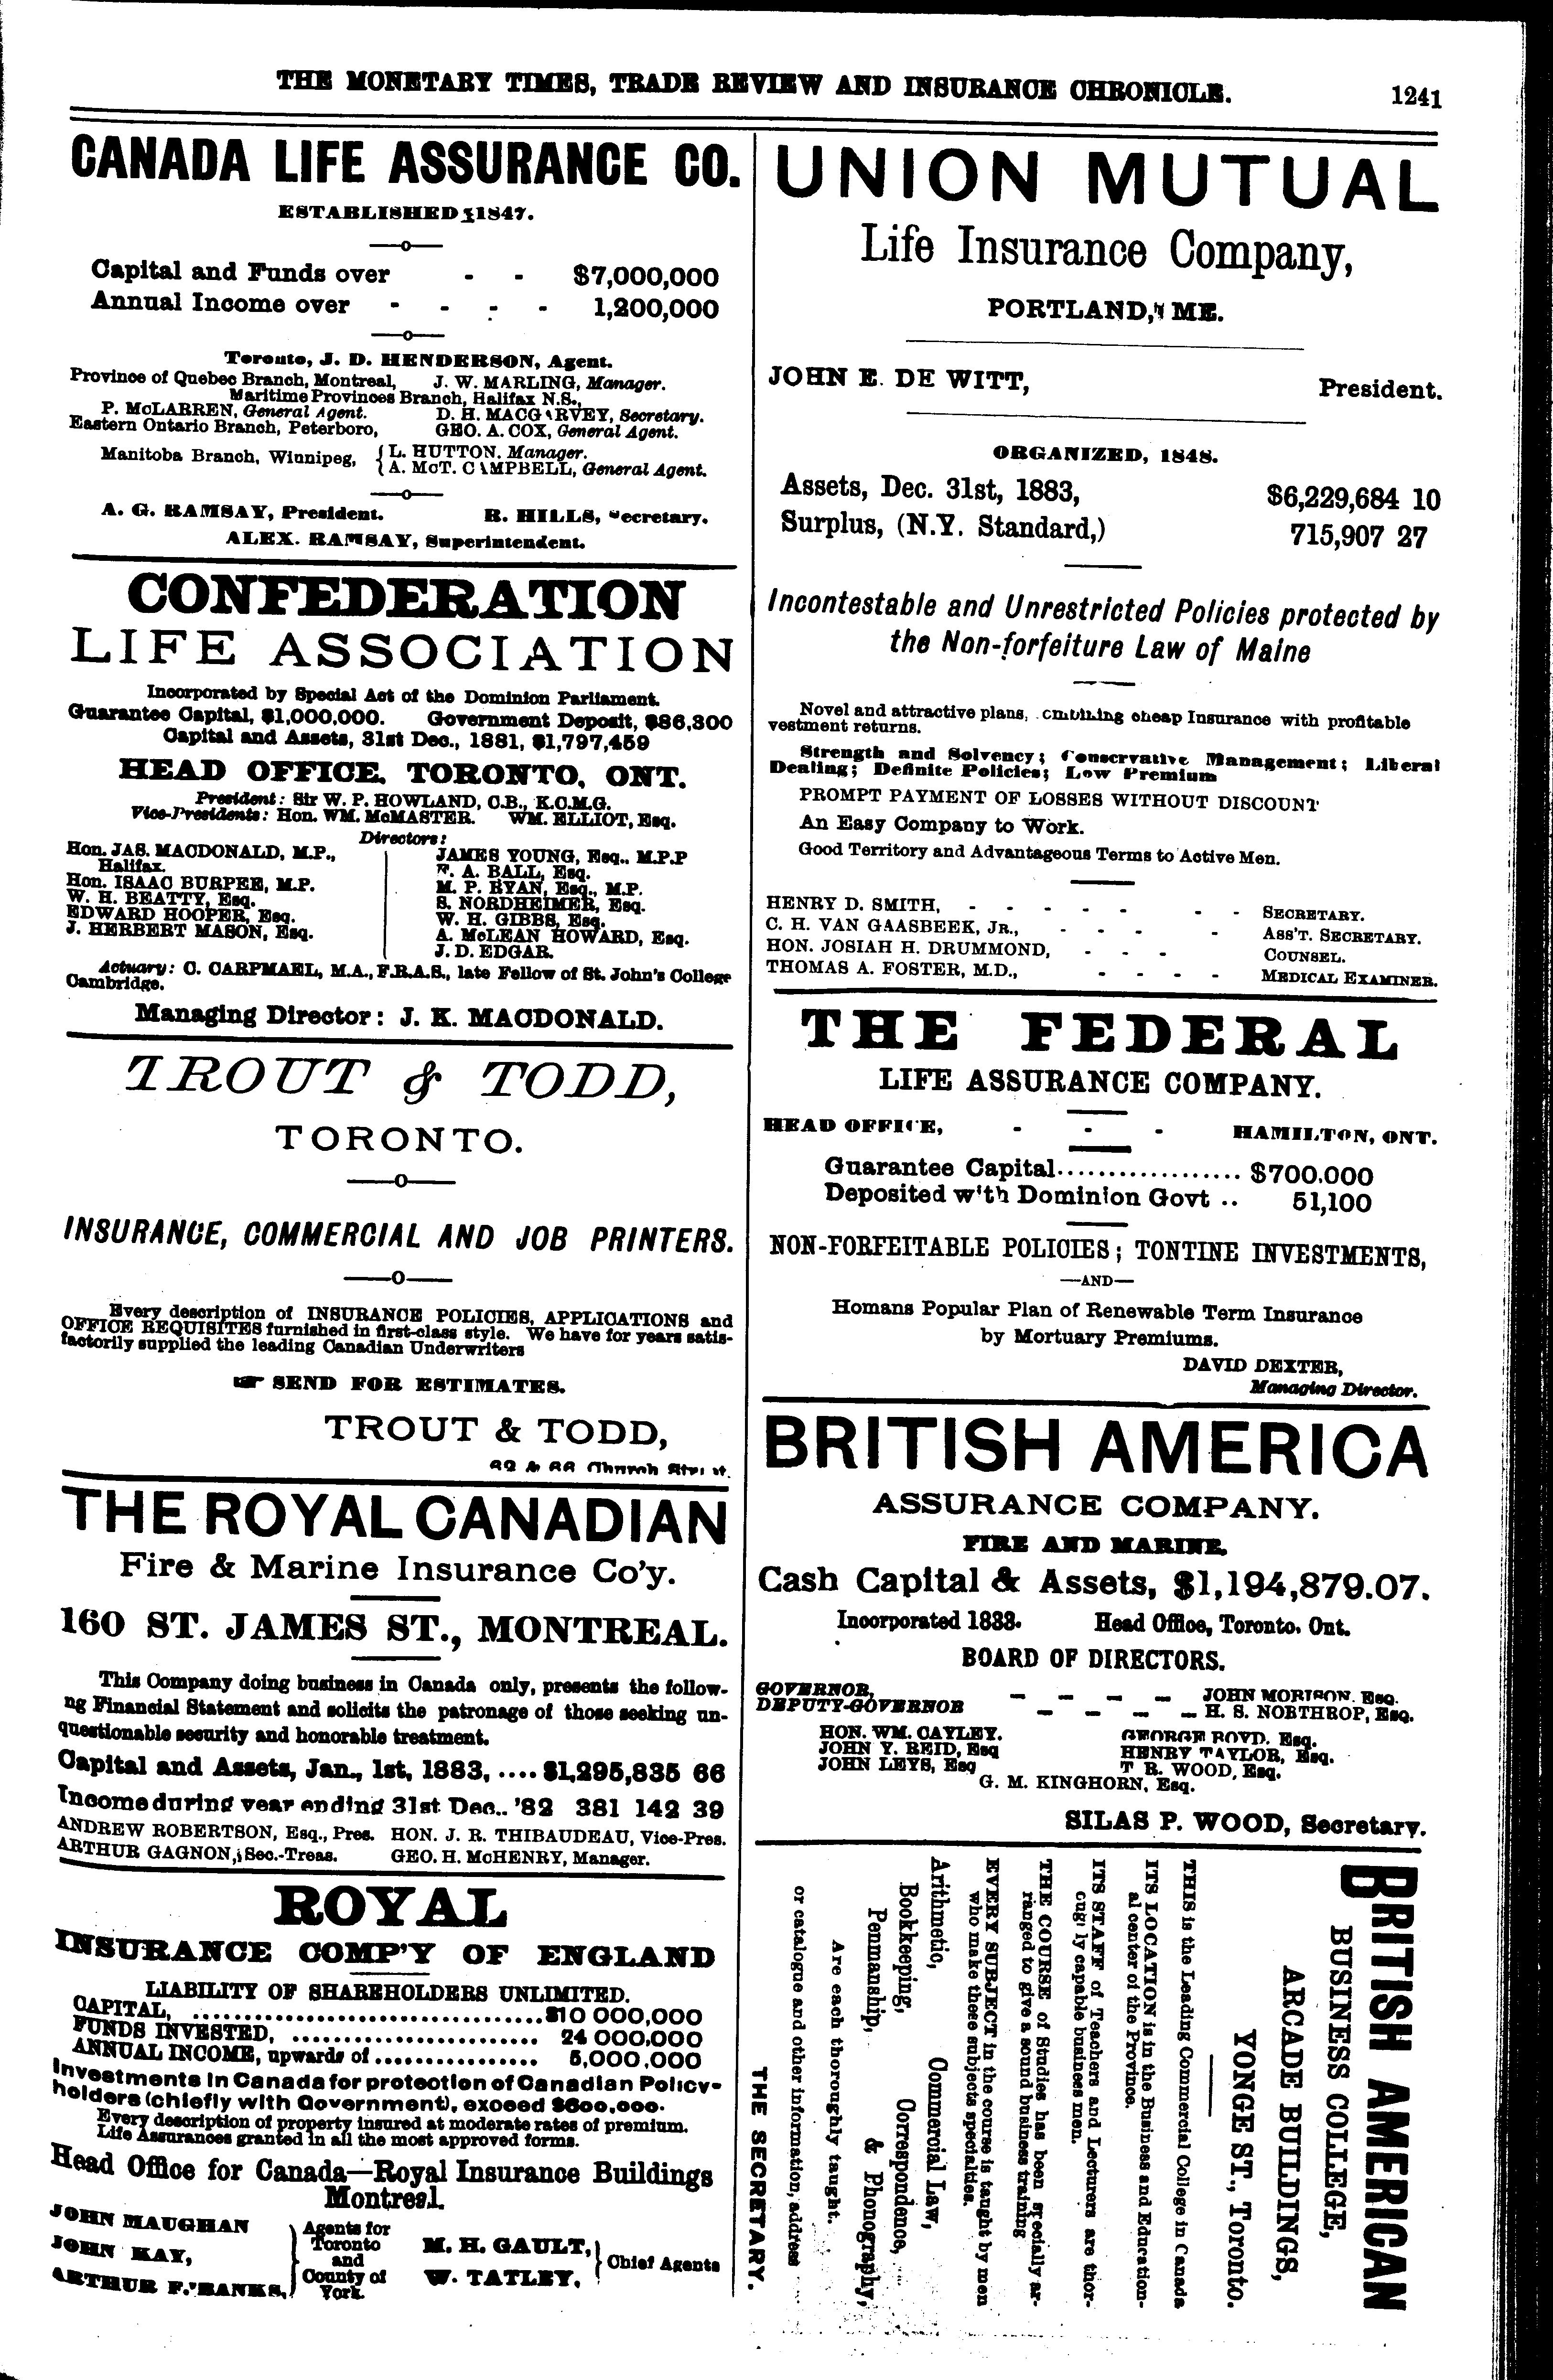 THE MONETARY TIMES, TRADE REVIEW AND INSURANCE CHRONICLE.
1241
CANADA LIFE ASSURANCE CO.
ESTABLISHED 1847.
Capital and Funds over - - $7,000,000
Annual Income over - - - - 1,200,000
Toronto, J. D. HENDERSON, Agent.
Province of Quebec Branch, Montreal, J. W. MARLING, Manager.
Maritime Provinces Branch, Halifax N.S.,
P. McLARREN, General Agent. D. H. MACGARVEY, Secretary.
Eastern Ontario Branch, Peterboro, GEO. A. COX, General Agent.
Manitoba Branch, Winnipeg, { L. HUTTON. Manager.
{ A. McT. CAMPBELL, General Agent.
A. G. RAMSAY, President. R. HILLS, Secretary.
ALEX. RAMSAY, Superintendent.
CONFEDERATION
LIFE ASSOCIATION
Incorporated by Special Act of the Dominion Parliament.
Guarantee Capital, $1,000,000. Government Deposit, $86,300
Capital and Assets, 31st Dec., 1881, $1,797,459
HEAD OFFICE, TORONTO, ONT.
President: Sir W. P. HOWLAND, C.B., K.C.M.G.
Vice-Presidents: Hon. WM. McMASTER. WM. ELLIOT, Esq.
Directors:
Hon. JAS. MACDONALD, M.P.,
Halifax.
Hon. ISAAC BURPEE, M.P.
W. H. BEATTY, Esq.
EDWARD HOOPER, Esq.
J. HERBERT MASON, Esq.
JAMES YOUNG, Esq., M.P.P
F. A. BALL, Esq.
M. P. RYAN, Esq., M.P.
S. NORDHEIMER, Esq.
W. H. GIBBS, Esq.
A. McLEAN HOWARD, Esq.
J. D. EDGAR.
Actuary: C. CARPMAEL, M.A., F.R.A.S., late Fellow of St. John's College
Cambridge.
Managing Director: J. K. MACDONALD.
TROUT & TODD,
TORONTO.
INSURANCE, COMMERCIAL AND JOB PRINTERS.
Every description of INSURANCE POLICIES, APPLICATIONS and
OFFICE REQUISITES furnished in first-class style. We have for years satis-
factorily supplied the leading Canadian Underwriters
☞ SEND FOR ESTIMATES.
TROUT & TODD,
Church Street.
THE ROYAL CANADIAN
Fire & Marine Insurance Co'y.
160 ST. JAMES ST., MONTREAL.
This Company doing business in Canada only, presents the follow-
ng Financial Statement and solicits the patronage of those seeking un-
questionable security and honorable treatment.
Capital and Assets, Jan., 1st, 1883, .... $1,295,835 66
Income during year ending 31st Dec., '82 381 142 39
ANDREW ROBERTSON, Esq., Pres. HON. J. R. THIBAUDEAU, Vice-Pres.
ARTHUR GAGNON, Sec.-Treas. GEO. H. McHENRY, Manager.
ROYAL
INSURANCE COMP'Y OF ENGLAND
LIABILITY OF SHAREHOLDERS UNLIMITED.
CAPITAL, .................... $10 000,000
FUNDS INVESTED, .................... 24 000,000
ANNUAL INCOME, upwards of ................ 5,000,000
Investments in Canada for protection of Canadian Policy-
holders (chiefly with Government), exceed $600,000.
Every description of property insured at moderate rates of premium.
Life Assurances granted in all the most approved forms.
Head Office for Canada—Royal Insurance Buildings
Montreal.
JOHN MAUGHAN
JOHN KAY,
ARTHUR F. BANKS,
Agents for
Toronto
and
County of
York.
M. H. GAULT,
W. TATLEY,
Chief Agents
UNION MUTUAL
Life Insurance Company,
PORTLAND, ME.
JOHN E. DE WITT, President.
ORGANIZED, 1848.
Assets, Dec. 31st, 1883, $6,229,684 10
Surplus, (N.Y. Standard,) 715,907 27
Incontestable and Unrestricted Policies protected by
the Non-forfeiture Law of Maine
Novel and attractive plans, cmbining cheap Insurance with profitable
vestment returns.
Strength and Solvency; Conservative Management; Liberal
Dealing; Definite Policies; Low Premium
PROMPT PAYMENT OF LOSSES WITHOUT DISCOUNT
An Easy Company to Work.
Good Territory and Advantageous Terms to Active Men.
HENRY D. SMITH, - - - - - - - SECRETARY.
C. H. VAN GAASBEEK, JR., - - - - ASS'T. SECRETARY.
HON. JOSIAH H. DRUMMOND, - - - COUNSEL.
THOMAS A. FOSTER, M.D., - - - - MEDICAL EXAMINER.
THE FEDERAL
LIFE ASSURANCE COMPANY.
HEAD OFFICE, - - - HAMILTON, ONT.
Guarantee Capital.................. $700.000
Deposited with Dominion Govt .. 51,100
NON-FORFEITABLE POLICIES; TONTINE INVESTMENTS,
—AND—
Homans Popular Plan of Renewable Term Insurance
by Mortuary Premiums.
DAVID DEXTER,
Managing Director.
BRITISH AMERICA
ASSURANCE COMPANY.
FIRE AND MARINE.
Cash Capital & Assets, $1,194,879.07.
Incorporated 1833. Head Office, Toronto, Ont.
BOARD OF DIRECTORS.
GOVERNOR, - - - - JOHN MORISON, Esq.
DEPUTY-GOVERNOR - - - - H. S. NORTHROP, Esq.
HON. WM. CAYLEY. GEORGE BOYD, Esq.
JOHN Y. REID, Esq HENRY TAYLOR, Esq.
JOHN LEYS, Esq T R. WOOD, Esq.
G. M. KINGHORN, Esq.
SILAS P. WOOD, Secretary.
BRITISH AMERICAN
BUSINESS COLLEGE,
ARCADE BUILDINGS,
YONGE ST., Toronto.
THIS is the Leading Commercial College in Canada
ITS LOCATION is in the Business and Education-
al center of the Province.
ITS STAFF of Teachers and Lecturers are thor-
ougly capable business men.
THE COURSE of Studies has been specially ar-
ranged to give a sound business training
EVERY SUBJECT in the course is taught by men
who make these subjects specialties.
Arithmetic, Commercial Law,
Bookkeeping, Correspondence,
Penmanship, & Phonography,
Are each thoroughly taught.
or catalogue and other information, address
THE SECRETARY.